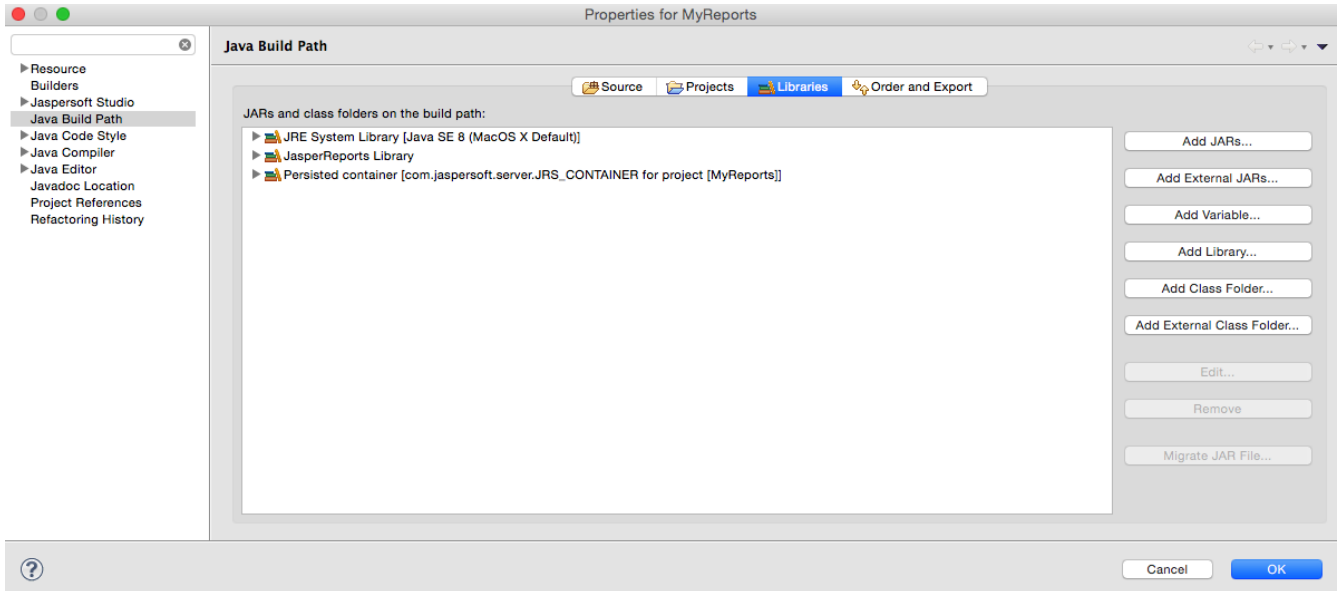 Properties for MyReports
Java Build Path
Resource
Builders
Jaspersoft Studio
Java Build Path
Java Code Style
Java Compiler
Java Editor
Javadoc Location
Project References
Refactoring History
Source Projects Libraries Order and Export
JARs and class folders on the build path:
JRE System Library [Java SE 8 (MacOS X Default)]
JasperReports Library
Persisted container [com.jaspersoft.server.JRS_CONTAINER for project [MyReports]]
Add JARs...
Add External JARs...
Add Variable...
Add Library...
Add Class Folder...
Add External Class Folder...
Edit...
Remove
Migrate JAR File...
?
Cancel OK